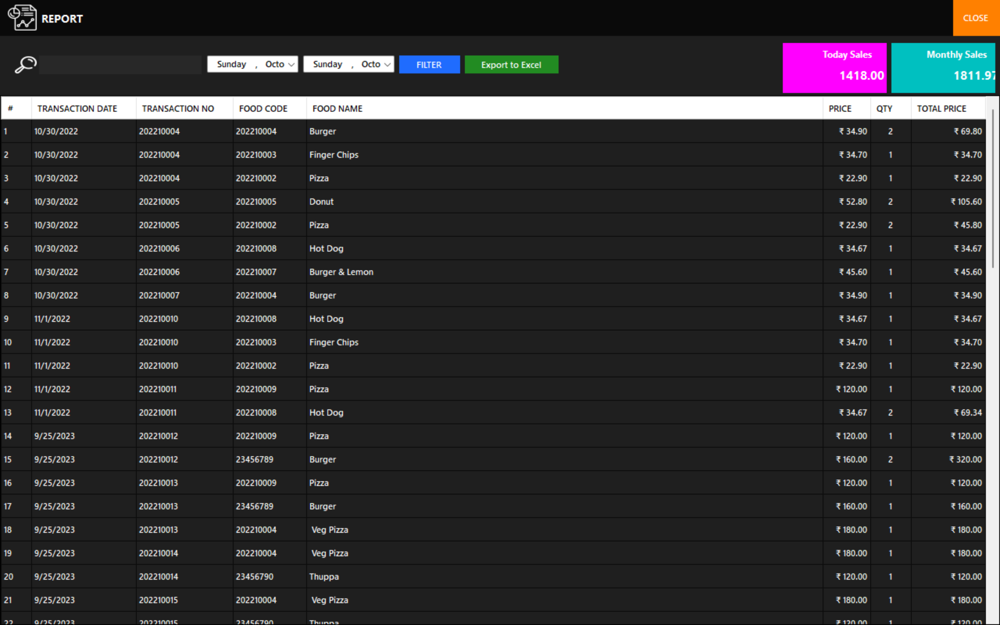 REPORT
CLOSE
Sunday , Octo
Sunday , Octo
FILTER
Export to Excel
Today Sales
1418.00
Monthly Sales
1811.97
# TRANSACTION DATE TRANSACTION NO FOOD CODE FOOD NAME PRICE QTY TOTAL PRICE
1 10/30/2022 202210004 202210004 Burger ₹ 34.90 2 ₹ 69.80
2 10/30/2022 202210004 202210003 Finger Chips ₹ 34.70 1 ₹ 34.70
3 10/30/2022 202210004 202210002 Pizza ₹ 22.90 1 ₹ 22.90
4 10/30/2022 202210005 202210005 Donut ₹ 52.80 2 ₹ 105.60
5 10/30/2022 202210005 202210002 Pizza ₹ 22.90 2 ₹ 45.80
6 10/30/2022 202210006 202210008 Hot Dog ₹ 34.67 1 ₹ 34.67
7 10/30/2022 202210006 202210007 Burger & Lemon ₹ 45.60 1 ₹ 45.60
8 10/30/2022 202210007 202210004 Burger ₹ 34.90 1 ₹ 34.90
9 11/1/2022 202210010 202210008 Hot Dog ₹ 34.67 1 ₹ 34.67
10 11/1/2022 202210010 202210003 Finger Chips ₹ 34.70 1 ₹ 34.70
11 11/1/2022 202210010 202210002 Pizza ₹ 22.90 1 ₹ 22.90
12 11/1/2022 202210011 202210009 Pizza ₹ 120.00 1 ₹ 120.00
13 11/1/2022 202210011 202210008 Hot Dog ₹ 34.67 2 ₹ 69.34
14 9/25/2023 202210012 202210009 Pizza ₹ 120.00 1 ₹ 120.00
15 9/25/2023 202210012 23456789 Burger ₹ 160.00 2 ₹ 320.00
16 9/25/2023 202210013 202210009 Pizza ₹ 120.00 1 ₹ 120.00
17 9/25/2023 202210013 23456789 Burger ₹ 160.00 1 ₹ 160.00
18 9/25/2023 202210013 202210004 Veg Pizza ₹ 180.00 1 ₹ 180.00
19 9/25/2023 202210014 202210004 Veg Pizza ₹ 180.00 1 ₹ 180.00
20 9/25/2023 202210014 23456790 Thuppa ₹ 120.00 1 ₹ 120.00
21 9/25/2023 202210015 202210004 Veg Pizza ₹ 180.00 1 ₹ 180.00
22 9/25/2023 202210015 23456790 Thuppa ₹ 120.00 1 ₹ 120.00